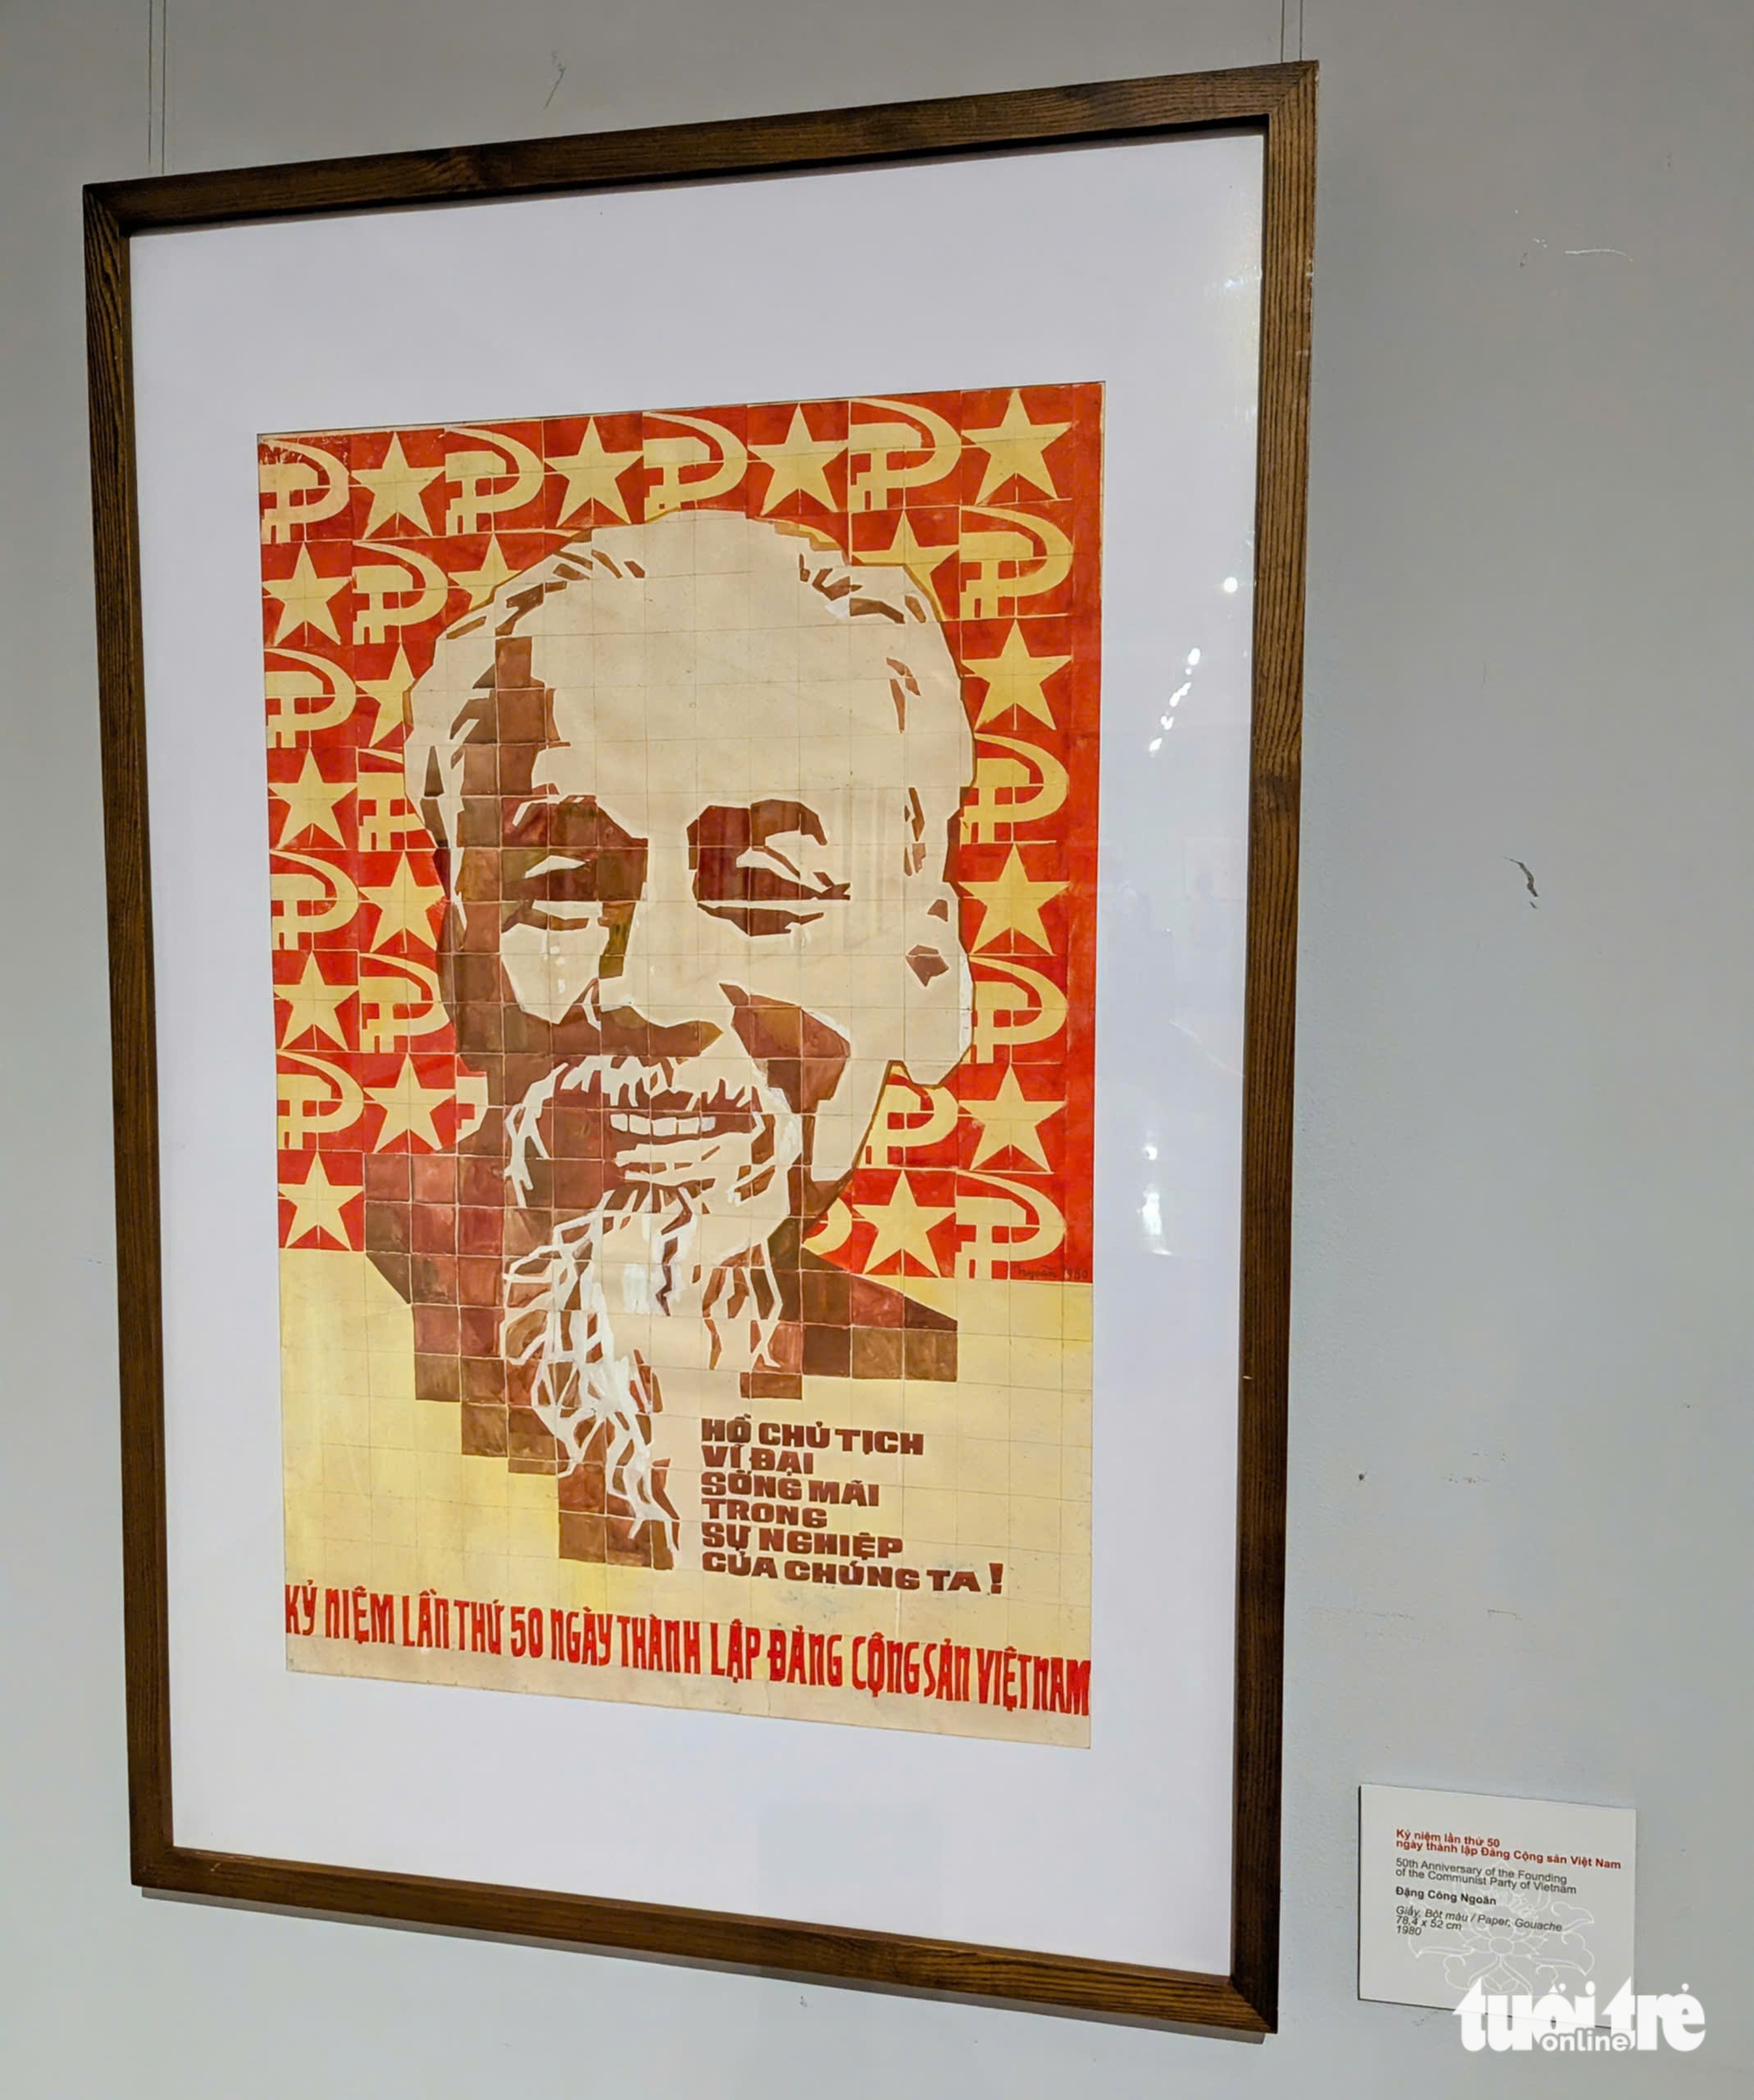 Ngoãn 1980
HỒ CHỦ TỊCH
VĨ ĐẠI
SỐNG MÃI
TRONG
SỰ NGHIỆP
CỦA CHÚNG TA !
KỶ NIỆM LẦN THỨ 50 NGÀY THÀNH LẬP ĐẢNG CỘNG SẢN VIỆT NAM
Kỷ niệm lần thứ 50
ngày thành lập Đảng Cộng sản Việt Nam
50th Anniversary of the Founding
of the Communist Party of Vietnam
Đặng Công Ngoãn
Giấy, Bột màu / Paper, Gouache
78,4 x 52 cm
1980
tuổi trẻ
online